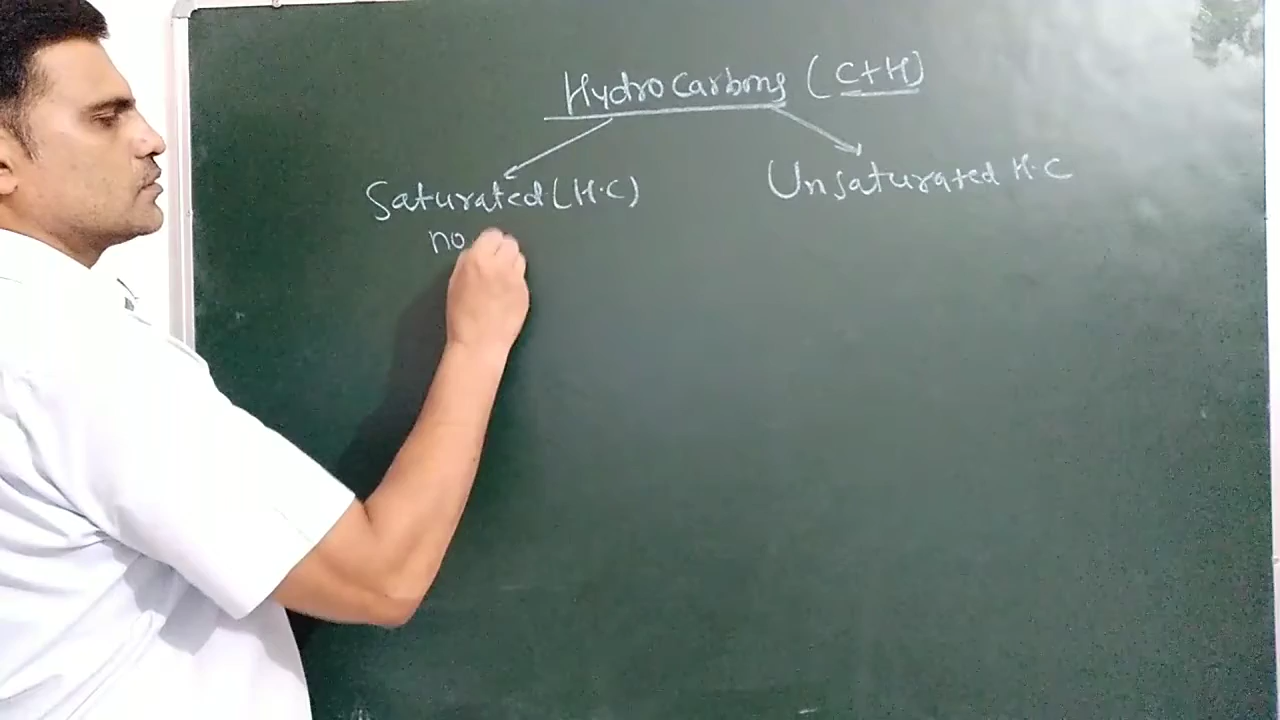 Hydrocarbons (C+H)
Saturated (H.C)
Unsaturated H.C
no